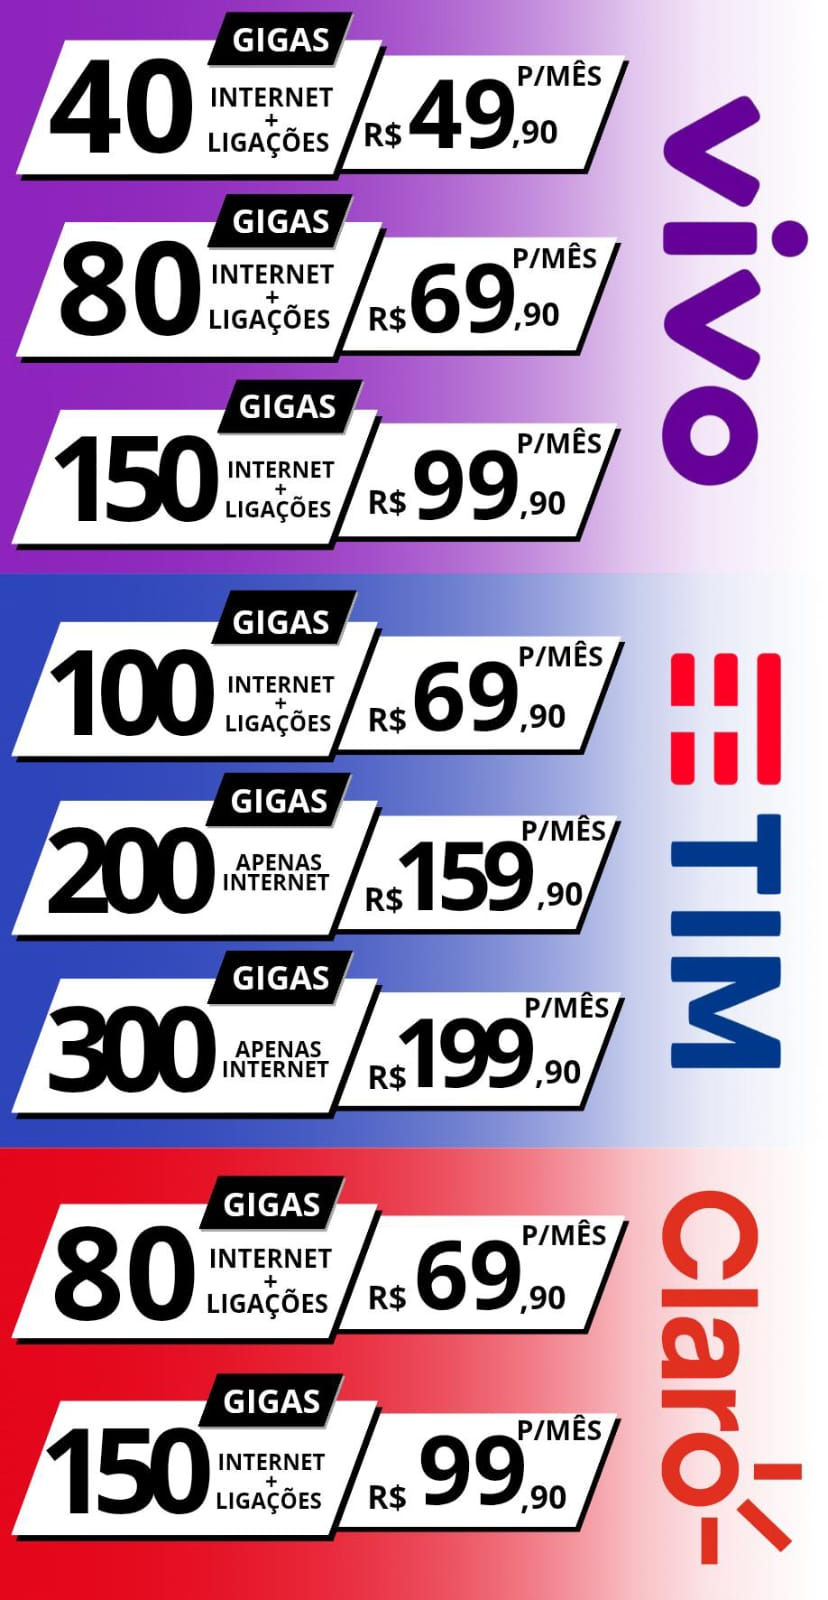 GIGAS
40
INTERNET
+
LIGAÇÕES
P/MÊS
R$ 49,90
GIGAS
80
INTERNET
+
LIGAÇÕES
P/MÊS
R$ 69,90
GIGAS
150
INTERNET
+
LIGAÇÕES
P/MÊS
R$ 99,90
vivo
GIGAS
100
INTERNET
+
LIGAÇÕES
P/MÊS
R$ 69,90
GIGAS
200
APENAS
INTERNET
P/MÊS
R$ 159,90
GIGAS
300
APENAS
INTERNET
P/MÊS
R$ 199,90
TIM
GIGAS
80
INTERNET
+
LIGAÇÕES
P/MÊS
R$ 69,90
GIGAS
150
INTERNET
+
LIGAÇÕES
P/MÊS
R$ 99,90
Claro